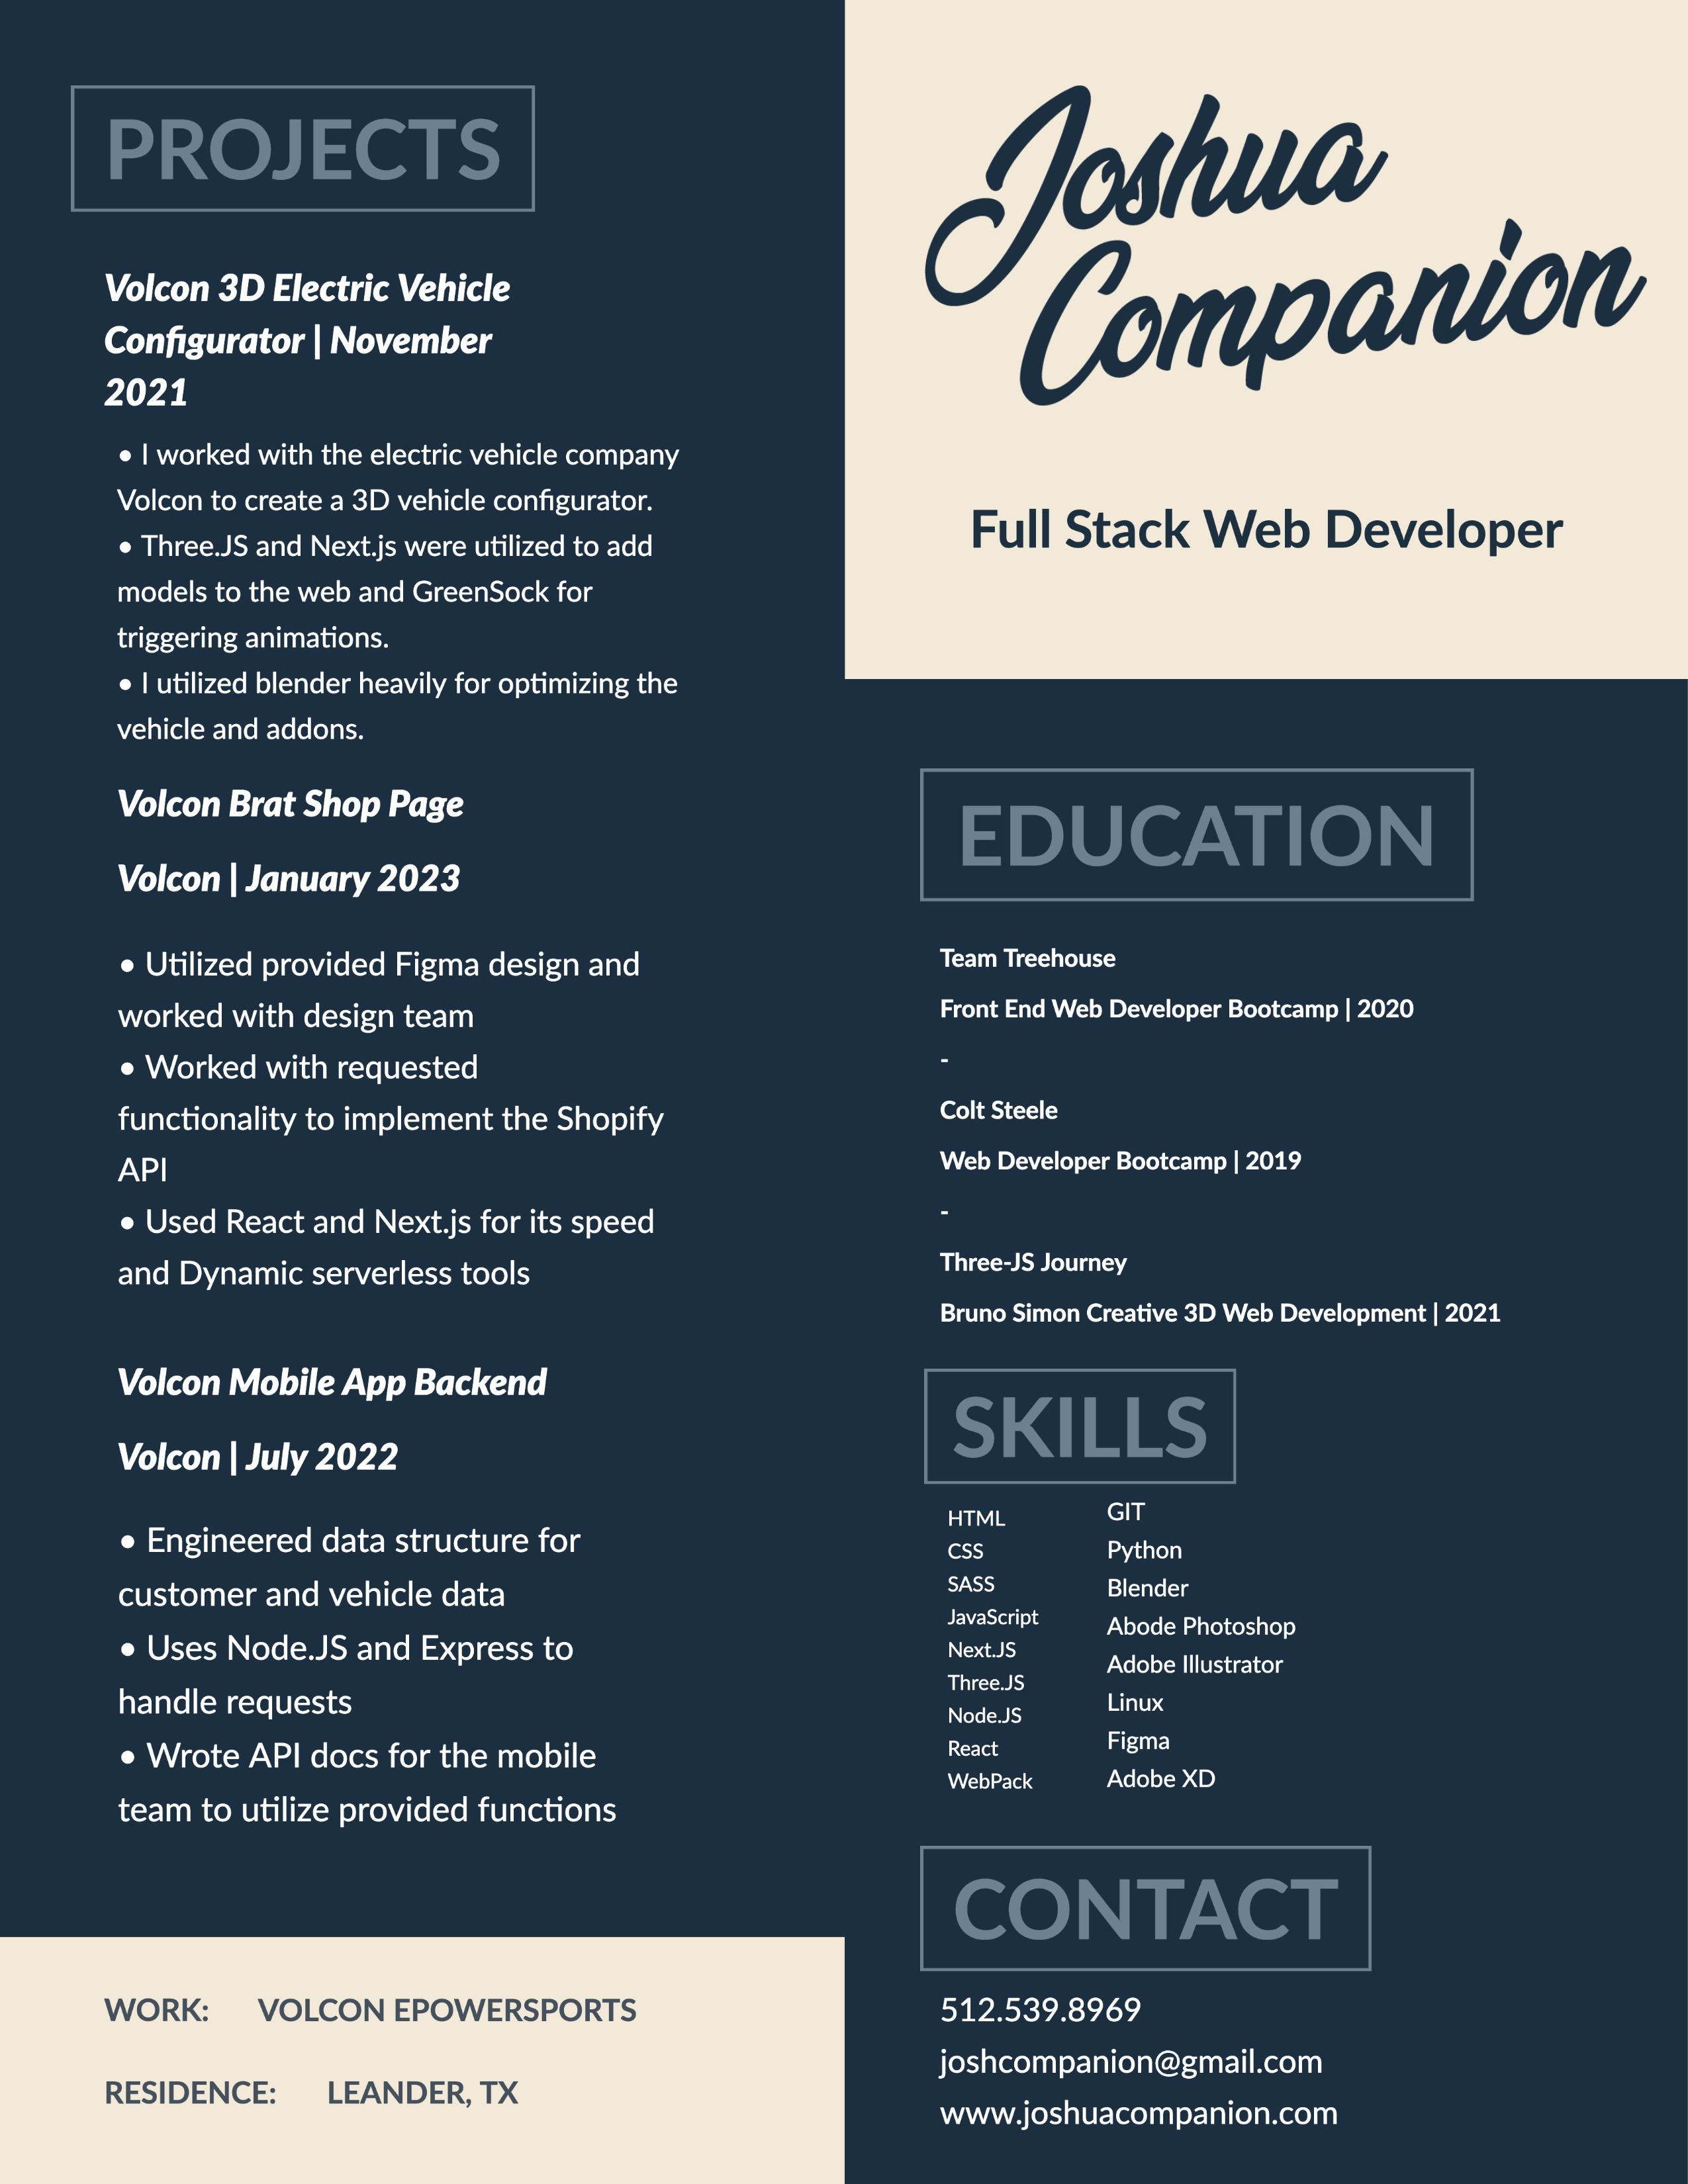 PROJECTS
Volcon 3D Electric Vehicle
Configurator | November
2021
• I worked with the electric vehicle company
Volcon to create a 3D vehicle configurator.
• Three.JS and Next.js were utilized to add
models to the web and GreenSock for
triggering animations.
• I utilized blender heavily for optimizing the
vehicle and addons.
Volcon Brat Shop Page
Volcon | January 2023
• Utilized provided Figma design and
worked with design team
• Worked with requested
functionality to implement the Shopify
API
• Used React and Next.js for its speed
and Dynamic serverless tools
Volcon Mobile App Backend
Volcon | July 2022
• Engineered data structure for
customer and vehicle data
• Uses Node.JS and Express to
handle requests
• Wrote API docs for the mobile
team to utilize provided functions
WORK: VOLCON EPOWERSPORTS
RESIDENCE: LEANDER, TX
Joshua
Companion
Full Stack Web Developer
EDUCATION
Team Treehouse
Front End Web Developer Bootcamp | 2020
-
Colt Steele
Web Developer Bootcamp | 2019
-
Three-JS Journey
Bruno Simon Creative 3D Web Development | 2021
SKILLS
HTML
CSS
SASS
JavaScript
Next.JS
Three.JS
Node.JS
React
WebPack
GIT
Python
Blender
Abode Photoshop
Adobe Illustrator
Linux
Figma
Adobe XD
CONTACT
512.539.8969
joshcompanion@gmail.com
www.joshuacompanion.com